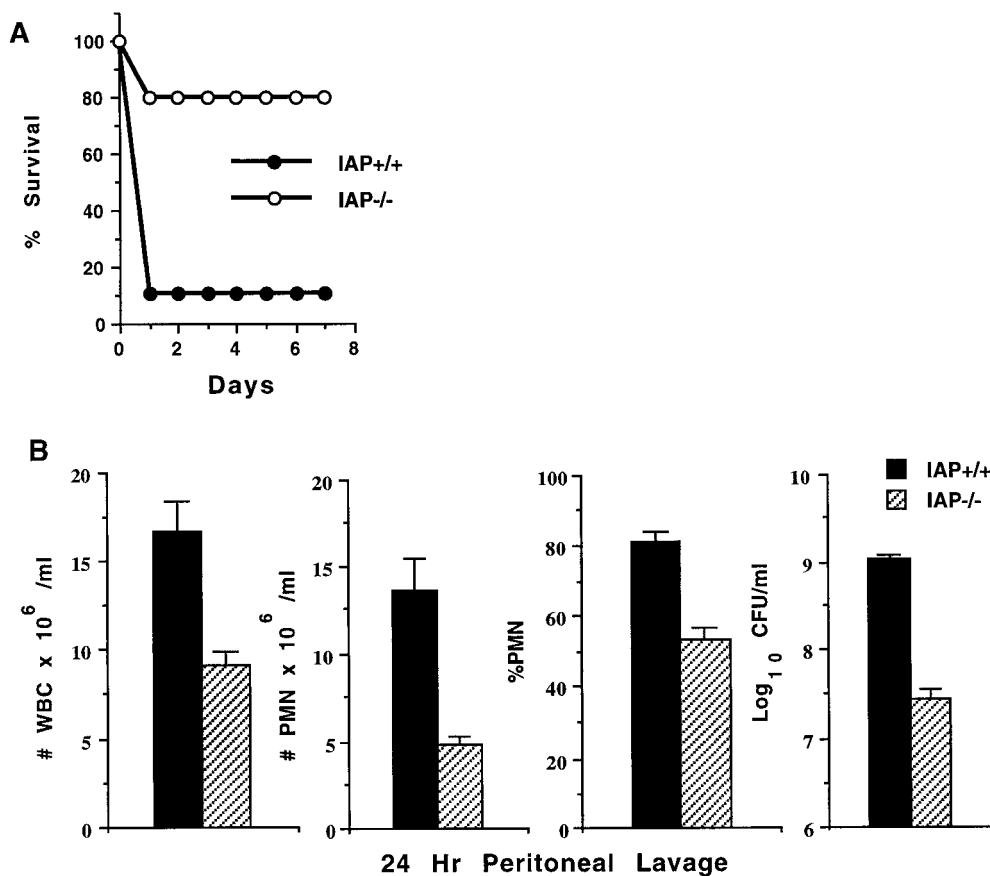 A
% Survival
100
80
60
40
20
0
0 2 4 6 8
Days
IAP+/+
IAP-/-
B
# WBC x 10^6 /ml
20
15
10
5
0
# PMN x 10^6 /ml
20
15
10
5
0
%PMN
100
80
60
40
20
0
Log10 CFU/ml
10
9
8
7
6
IAP+/+
IAP-/-
24 Hr Peritoneal Lavage